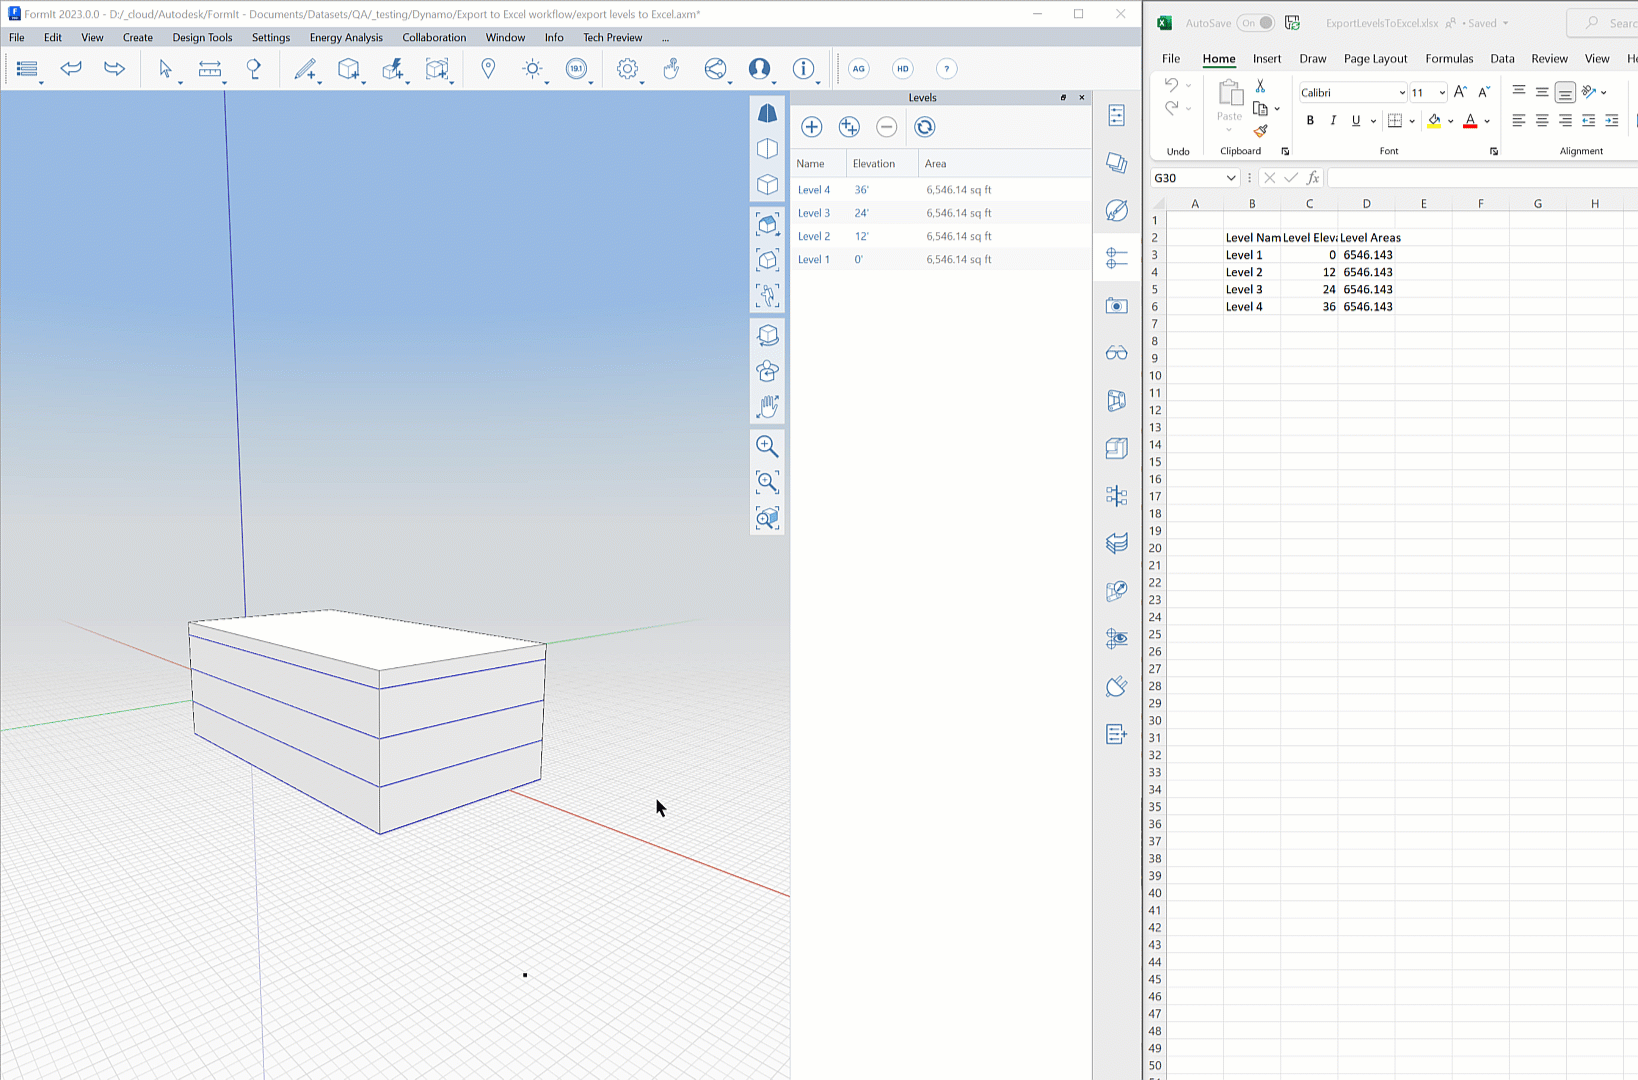 FormIt 2023.0.0 - D:/_cloud/Autodesk/FormIt - Documents/Datasets/QA/_testing/Dynamo/Export to Excel workflow/export levels to Excel.axm*
File Edit View Create Design Tools Settings Energy Analysis Collaboration Window Info Tech Preview ...
19.1 AG HD ?
Levels
Name Elevation Area
Level 4 36' 6,546.14 sq ft
Level 3 24' 6,546.14 sq ft
Level 2 12' 6,546.14 sq ft
Level 1 0' 6,546.14 sq ft
AutoSave On ExportLevelsToExcel.xlsx • Saved Searc
File Home Insert Draw Page Layout Formulas Data Review View He
Paste Calibri 11 A A
B I U A
Undo Clipboard Font Alignment
G30 fx
A B C D E F G H
1
2 Level Nam Level Eleva Level Areas
3 Level 1 0 6546.143
4 Level 2 12 6546.143
5 Level 3 24 6546.143
6 Level 4 36 6546.143
7
8
9
10
11
12
13
14
15
16
17
18
19
20
21
22
23
24
25
26
27
28
29
30
31
32
33
34
35
36
37
38
39
40
41
42
43
44
45
46
47
48
49
50